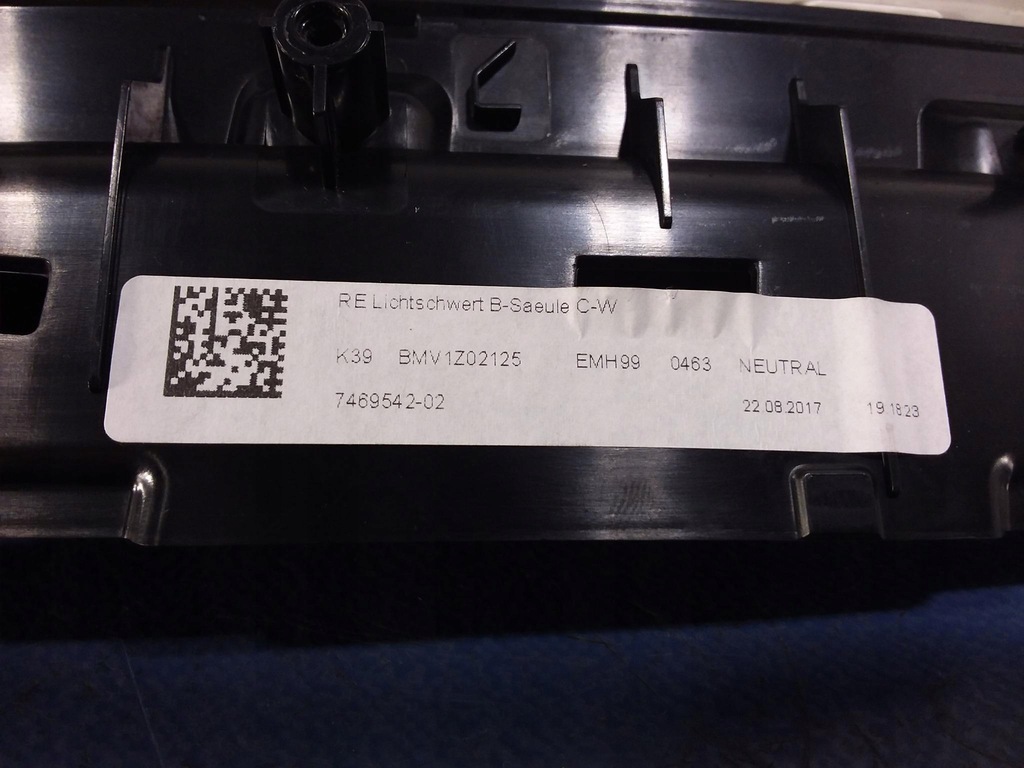 RE Lichtschwert B-Saeule C-W
K39 BMV1Z02125 EMH99 0463 NEUTRAL
7469542-02 22.08.2017 19.18.23